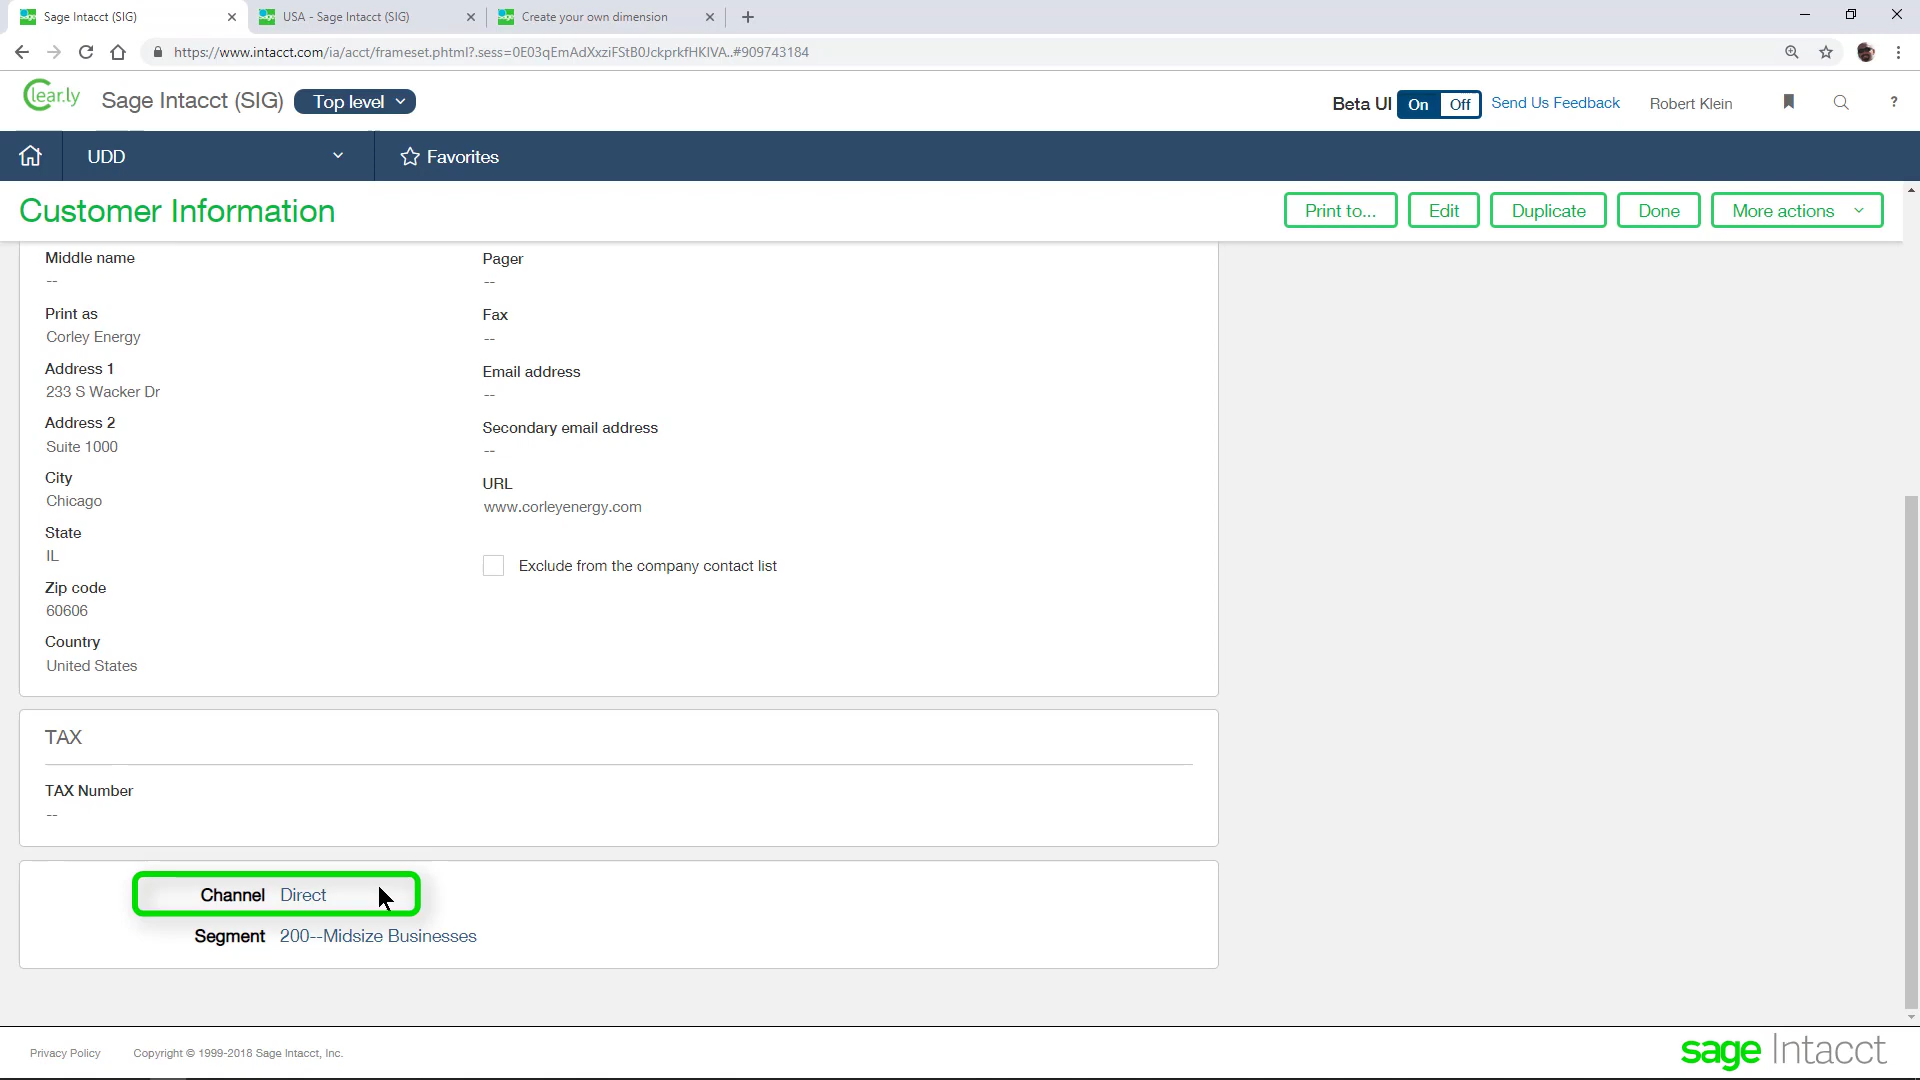 Sage Intacct (SIG)
USA - Sage Intacct (SIG)
Create your own dimension
https://www.intacct.com/ia/acct/frameset.phtml?.sess=0E03qEmAdXxziFStB0JckprkfHKIVA..#909743184
Clear.ly
Sage Intacct (SIG)
Top level
Beta UI
On
Off
Send Us Feedback
Robert Klein
?
UDD
Favorites
Customer Information
Print to...
Edit
Duplicate
Done
More actions
Middle name
--
Print as
Corley Energy
Address 1
233 S Wacker Dr
Address 2
Suite 1000
City
Chicago
State
IL
Zip code
60606
Country
United States
Pager
--
Fax
--
Email address
--
Secondary email address
--
URL
www.corleyenergy.com
Exclude from the company contact list
TAX
TAX Number
--
Channel Direct
Segment 200--Midsize Businesses
Privacy Policy
Copyright © 1999-2018 Sage Intacct, Inc.
sage Intacct